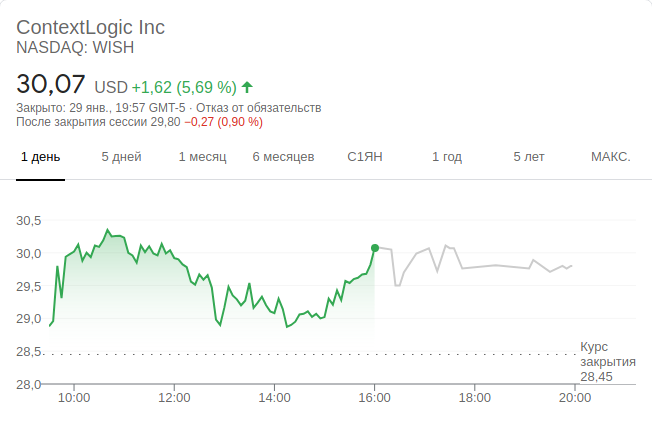 ContextLogic Inc
NASDAQ: WISH
30,07 USD +1,62 (5,69 %)
Закрыто: 29 янв., 19:57 GMT-5 · Отказ от обязательств
После закрытия сессии 29,80 −0,27 (0,90 %)
1 день 5 дней 1 месяц 6 месяцев С1ЯН 1 год 5 лет МАКС.
30,5
30,0
29,5
29,0
28,5
28,0
Курс
закрытия
28,45
10:00 12:00 14:00 16:00 18:00 20:00